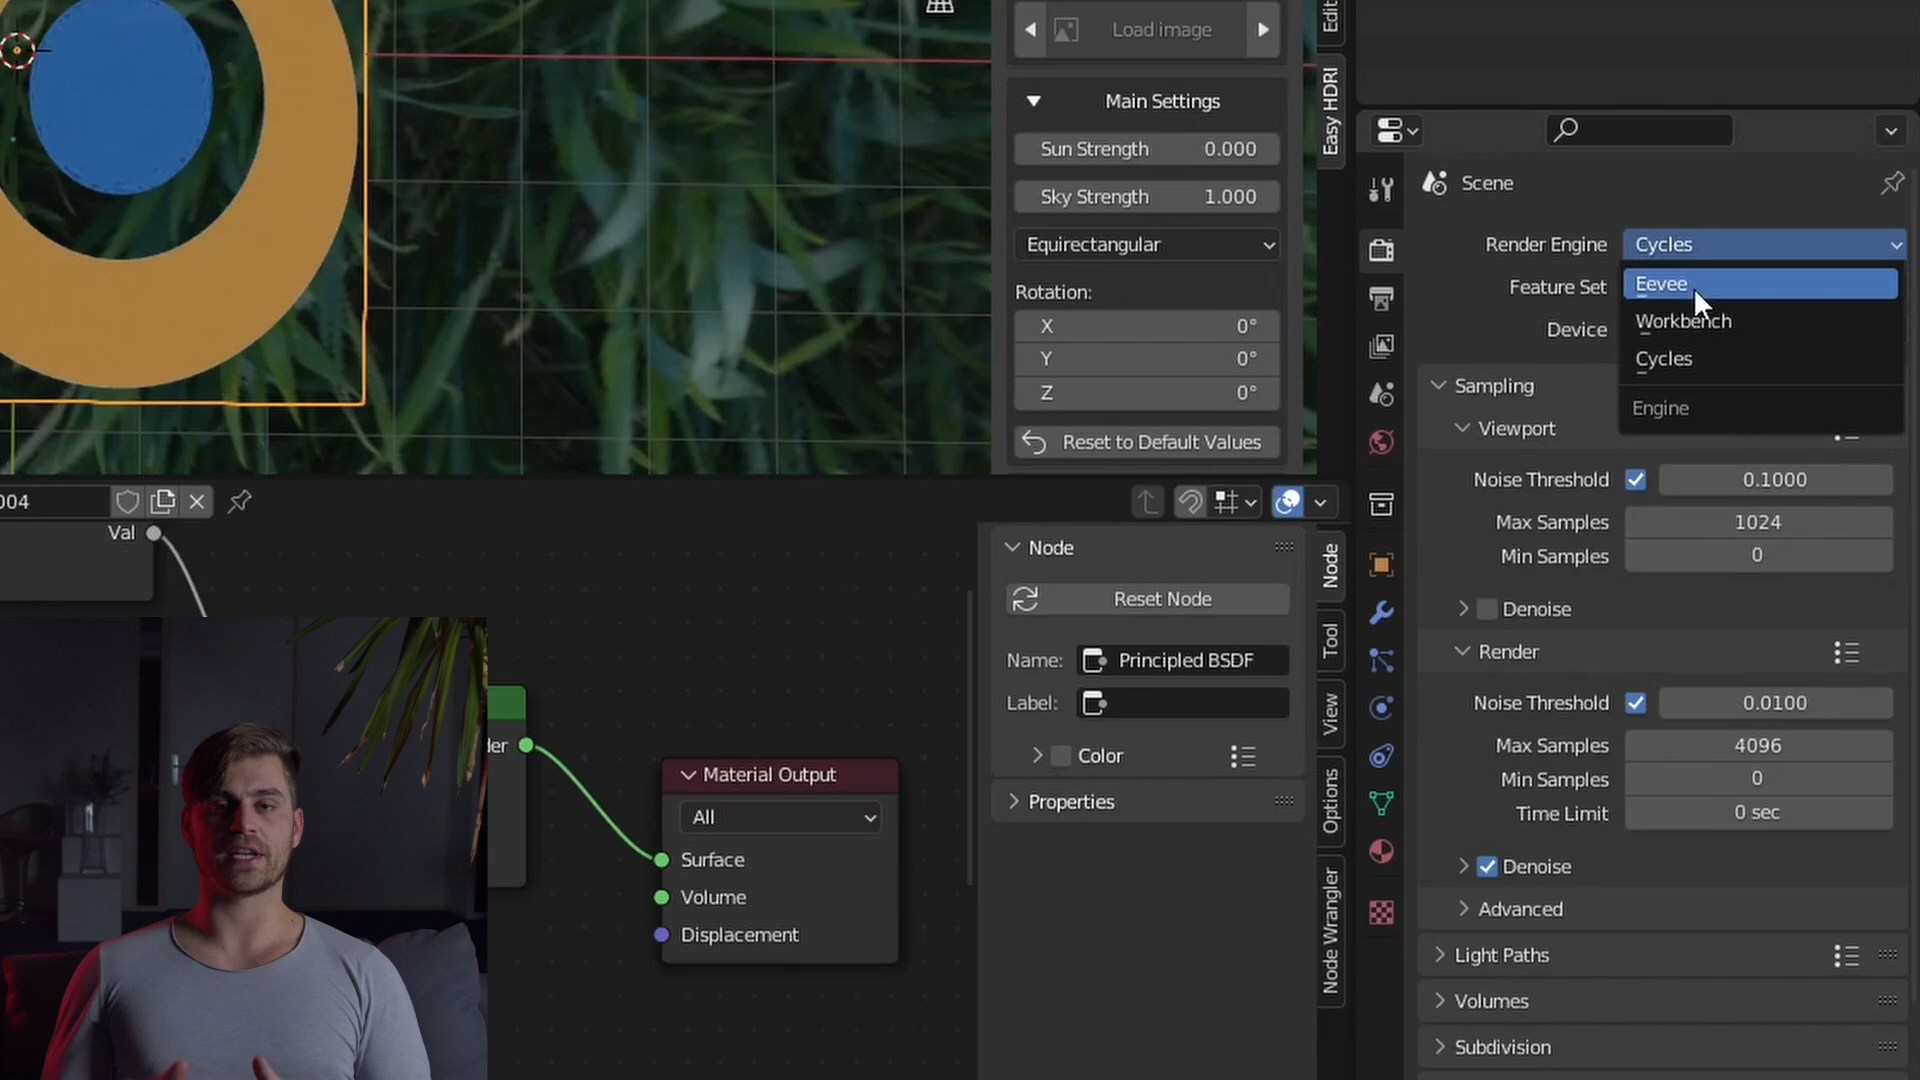 Load image
Edit
Easy HDRI
Main Settings
Sun Strength 0.000
Sky Strength 1.000
Equirectangular
Rotation:
X 0°
Y 0°
Z 0°
Reset to Default Values
Scene
Render Engine Cycles
Feature Set
Device
Eevee
Workbench
Cycles
Engine
Sampling
Viewport
Noise Threshold 0.1000
Max Samples 1024
Min Samples 0
Denoise
Render
Noise Threshold 0.0100
Max Samples 4096
Min Samples 0
Time Limit 0 sec
Denoise
Advanced
Light Paths
Volumes
Subdivision
004
Val
der
Material Output
All
Surface
Volume
Displacement
Node
Reset Node
Name: Principled BSDF
Label:
Color
Properties
Node
Tool
View
Options
Node Wrangler